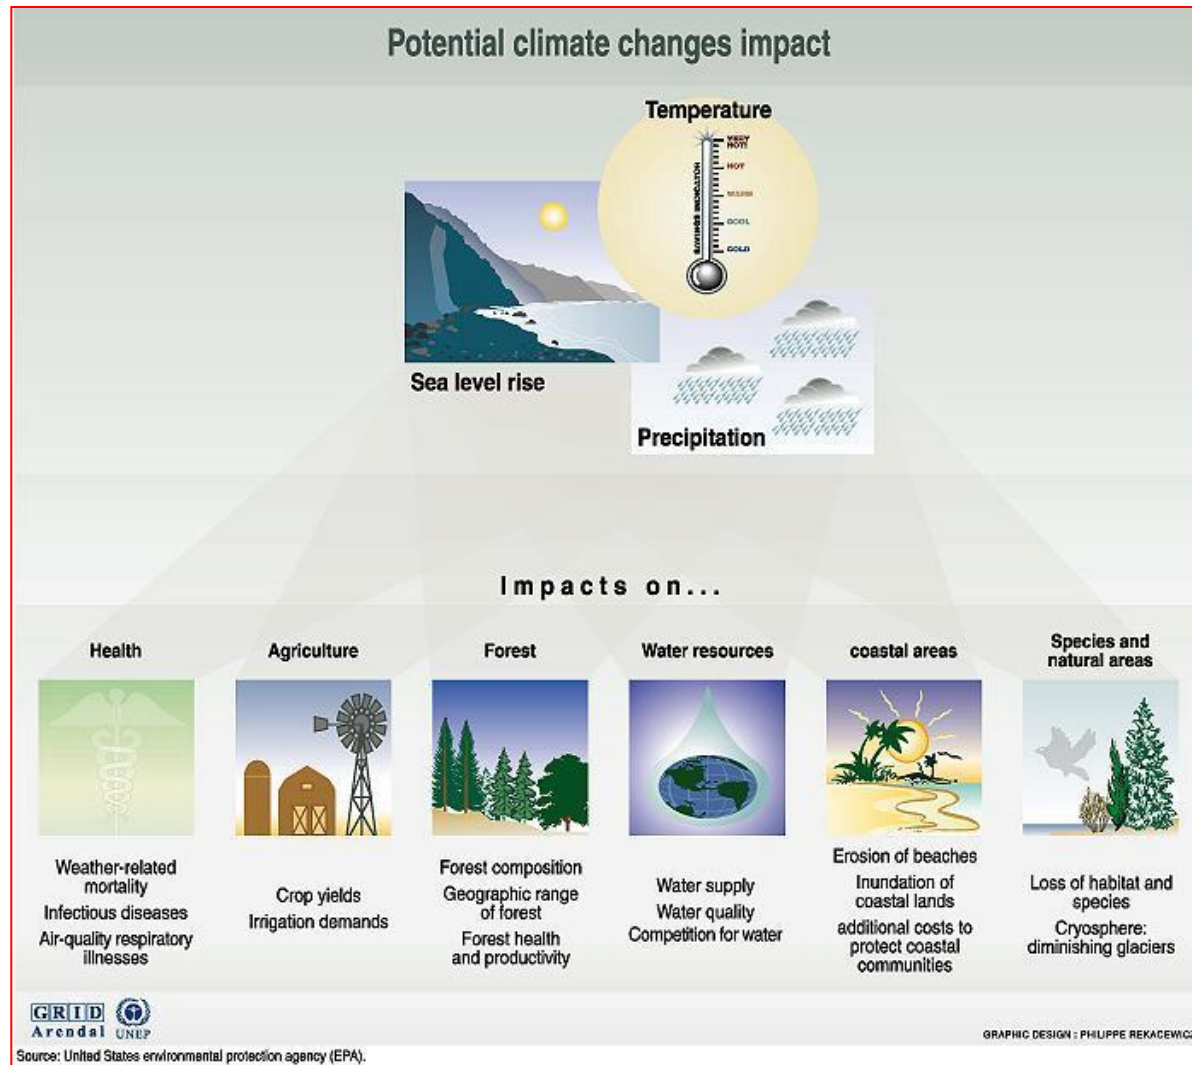 Potential climate changes impact
Temperature
VERY
HOT!
HOT
WARM
COOL
COLD
Sea level rise
Precipitation
Impacts on...
Health
Agriculture
Forest
Water resources
coastal areas
Species and
natural areas
Weather-related
mortality
Infectious diseases
Air-quality respiratory
illnesses
Crop yields
Irrigation demands
Forest composition
Geographic range
of forest
Forest health
and productivity
Water supply
Water quality
Competition for water
Erosion of beaches
Inundation of
coastal lands
additional costs to
protect coastal
communities
Loss of habitat and
species
Cryosphere:
diminishing glaciers
GRID
Arendal UNEP
GRAPHIC DESIGN : PHILIPPE REKACEWICZ
Source: United States environmental protection agency (EPA).